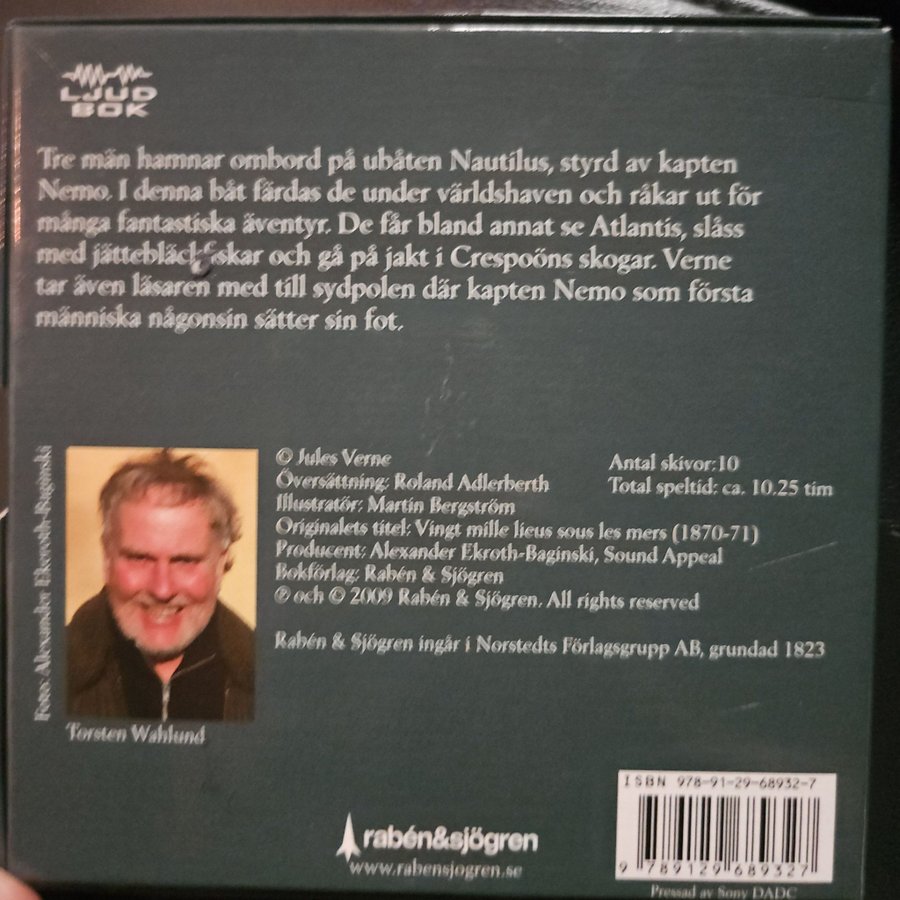 LJUD
BOK
Tre män hamnar ombord på ubåten Nautilus, styrd av kapten
Nemo. I denna båt färdas de under världshaven och råkar ut för
många fantastiska äventyr. De får bland annat se Atlantis, slåss
med jättebläckfiskar och gå på jakt i Crespoöns skogar. Verne
tar även läsaren med till sydpolen där kapten Nemo som första
människa någonsin sätter sin fot.
Foto: Alexander Ekeroth-Baginski
Torsten Wahlund
© Jules Verne
Översättning: Roland Adlerberth
Illustratör: Martin Bergström
Originalets titel: Vingt mille lieus sous les mers (1870-71)
Producent: Alexander Ekroth-Baginski, Sound Appeal
Bokförlag: Rabén & Sjögren
℗ och © 2009 Rabén & Sjögren. All rights reserved
Antal skivor:10
Total speltid: ca. 10.25 tim
Rabén & Sjögren ingår i Norstedts Förlagsgrupp AB, grundad 1823
rabén&sjögren
www.rabensjogren.se
ISBN 978-91-29-68932-7
9 789129 689327
Pressad av Sony DADC